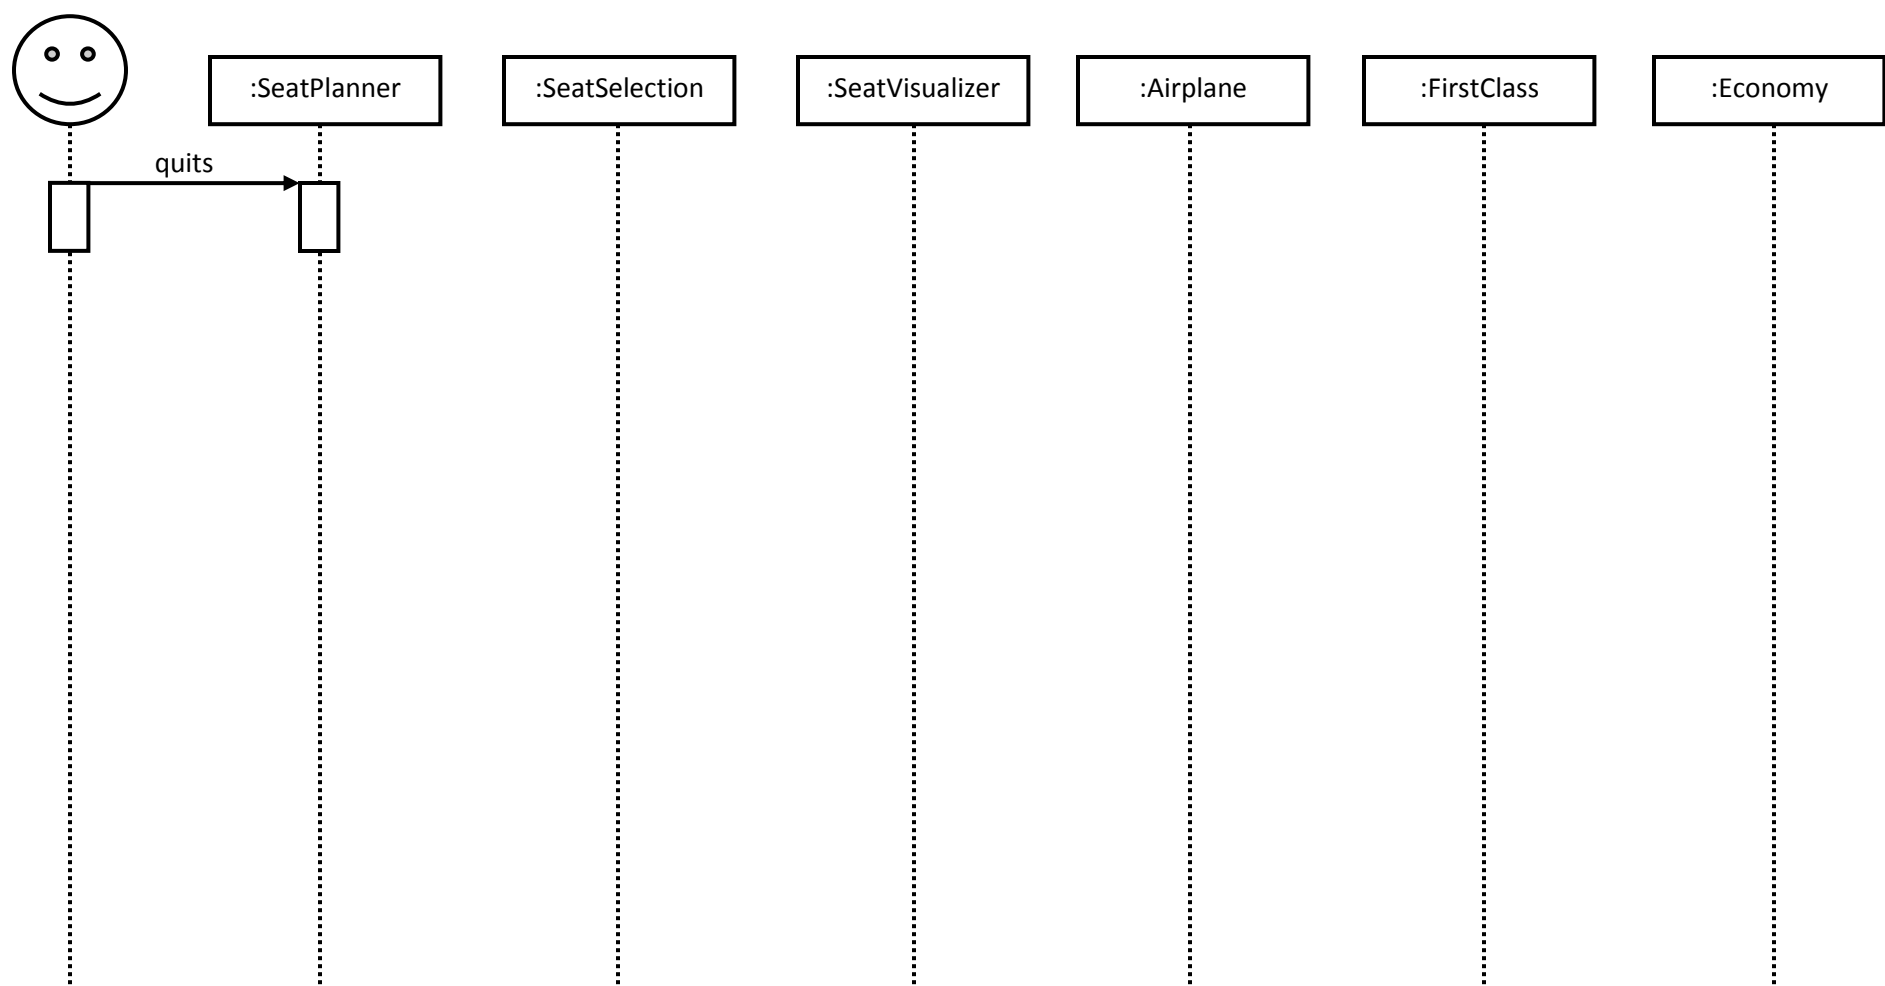 :SeatPlanner
:SeatSelection
:SeatVisualizer
:Airplane
:FirstClass
:Economy
quits